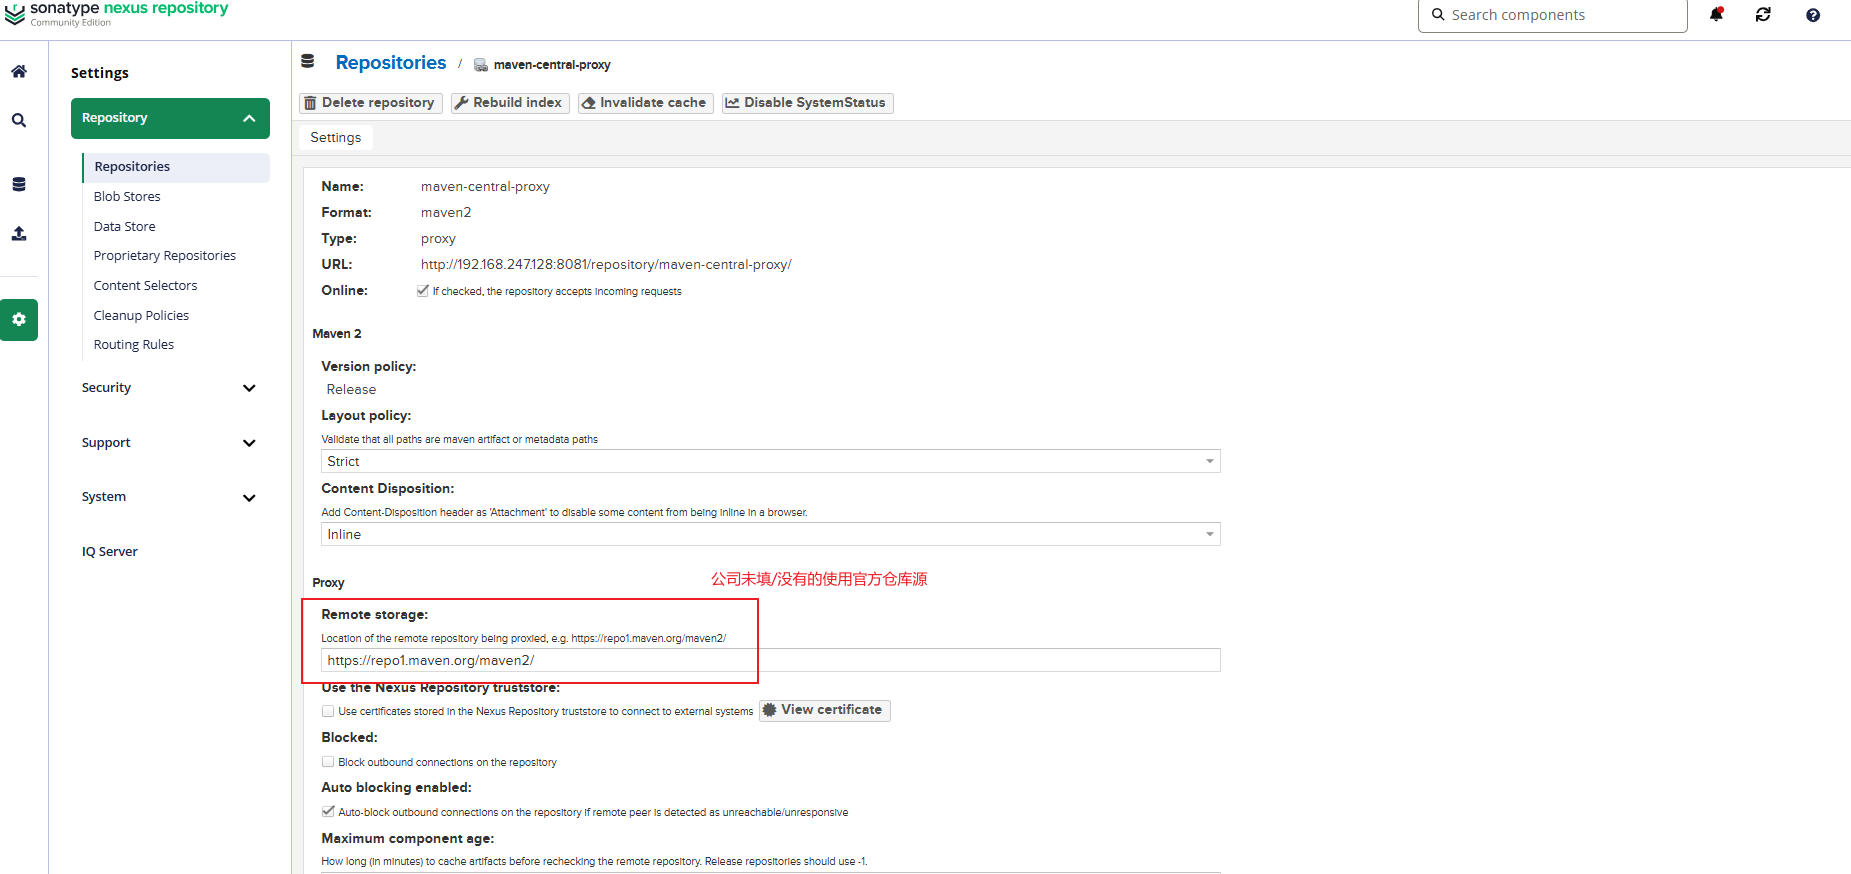 sonatype nexus repository
Community Edition
Search components
Settings
Repository
Repositories
Blob Stores
Data Store
Proprietary Repositories
Content Selectors
Cleanup Policies
Routing Rules
Security
Support
System
IQ Server
Repositories / maven-central-proxy
Delete repository
Rebuild index
Invalidate cache
Disable SystemStatus
Settings
Name: maven-central-proxy
Format: maven2
Type: proxy
URL: http://192.168.247.128:8081/repository/maven-central-proxy/
Online: If checked, the repository accepts incoming requests
Maven 2
Version policy:
Release
Layout policy:
Validate that all paths are maven artifact or metadata paths
Strict
Content Disposition:
Add Content-Disposition header as 'Attachment' to disable some content from being inline in a browser.
Inline
公司未填/没有的使用官方仓库源
Proxy
Remote storage:
Location of the remote repository being proxied, e.g. https://repo1.maven.org/maven2/
https://repo1.maven.org/maven2/
Use the Nexus Repository truststore:
Use certificates stored in the Nexus Repository truststore to connect to external systems
View certificate
Blocked:
Block outbound connections on the repository
Auto blocking enabled:
Auto-block outbound connections on the repository if remote peer is detected as unreachable/unresponsive
Maximum component age:
How long (in minutes) to cache artifacts before rechecking the remote repository. Release repositories should use -1.